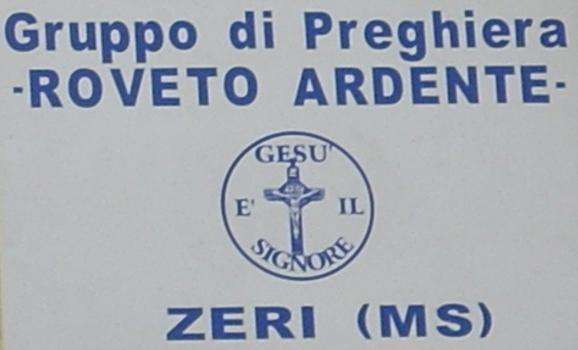 Gruppo di Preghiera
-ROVETO ARDENTE-
GESU'
E' IL
SIGNORE
ZERI (MS)